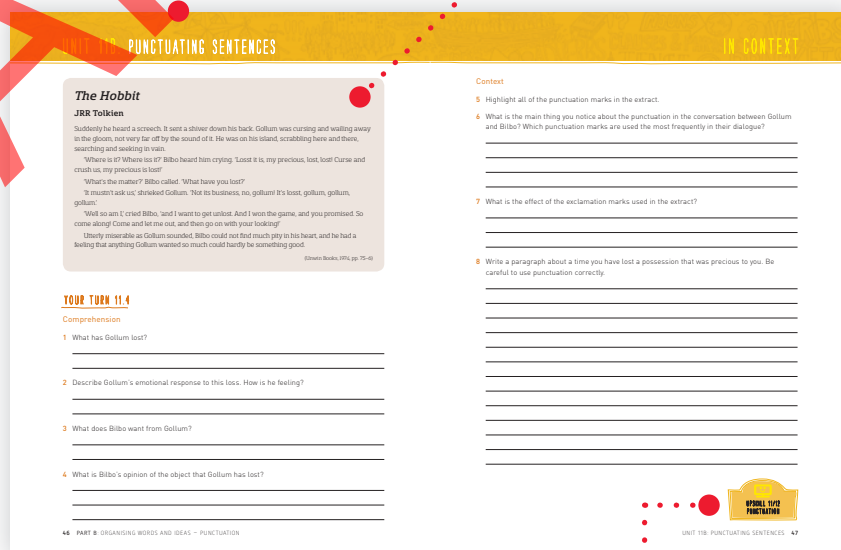 UNIT 11B: PUNCTUATING SENTENCES
IN CONTEXT
The Hobbit
JRR Tolkien
Suddenly he heard a screech. It sent a shiver down his back. Gollum was cursing and wailing away
in the gloom, not very far off by the sound of it. He was on his island, scrabbling here and there,
searching and seeking in vain.
'Where is it? Where iss it?' Bilbo heard him crying. 'Losst it is, my precious, lost, lost! Curse and
crush us, my precious is lost!'
'What's the matter?' Bilbo called. 'What have you lost?'
'It mustn't ask us,' shrieked Gollum. 'Not its business, no, gollum! It's losst, gollum, gollum,
gollum.'
'Well so am I,' cried Bilbo, 'and I want to get unlost. And I won the game, and you promised. So
come along! Come and let me out, and then go on with your looking!'
Utterly miserable as Gollum sounded, Bilbo could not find much pity in his heart, and he had a
feeling that anything Gollum wanted so much could hardly be something good.
(Unwin Books, 1974, pp. 75–6)
YOUR TURN 11.4
Comprehension
1 What has Gollum lost?
2 Describe Gollum's emotional response to this loss. How is he feeling?
3 What does Bilbo want from Gollum?
4 What is Bilbo's opinion of the object that Gollum has lost?
46 PART B: ORGANISING WORDS AND IDEAS — PUNCTUATION
Context
5 Highlight all of the punctuation marks in the extract.
6 What is the main thing you notice about the punctuation in the conversation between Gollum
and Bilbo? Which punctuation marks are used the most frequently in their dialogue?
7 What is the effect of the exclamation marks used in the extract?
8 Write a paragraph about a time you have lost a possession that was precious to you. Be
careful to use punctuation correctly.
UPSKILL 11/12
PUNCTUATION
UNIT 11B: PUNCTUATING SENTENCES 47